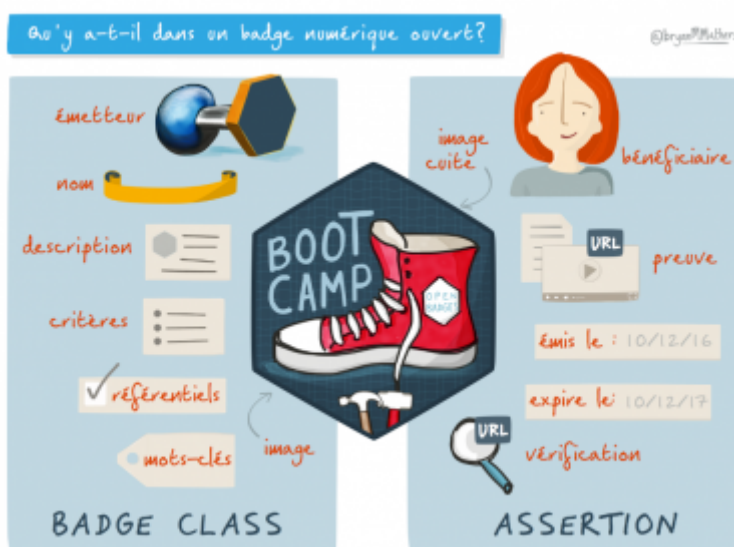 Qu'y a-t-il dans un badge numérique ouvert?
@bryanMMathers
émetteur
nom
description
critères
référentiels
mots-clés
BADGE CLASS
image
cuite
BOOT
CAMP
OPEN
BADGES
image
bénéficiaire
URL
preuve
émis le : 10/12/16
expire le: 10/12/17
URL
vérification
ASSERTION